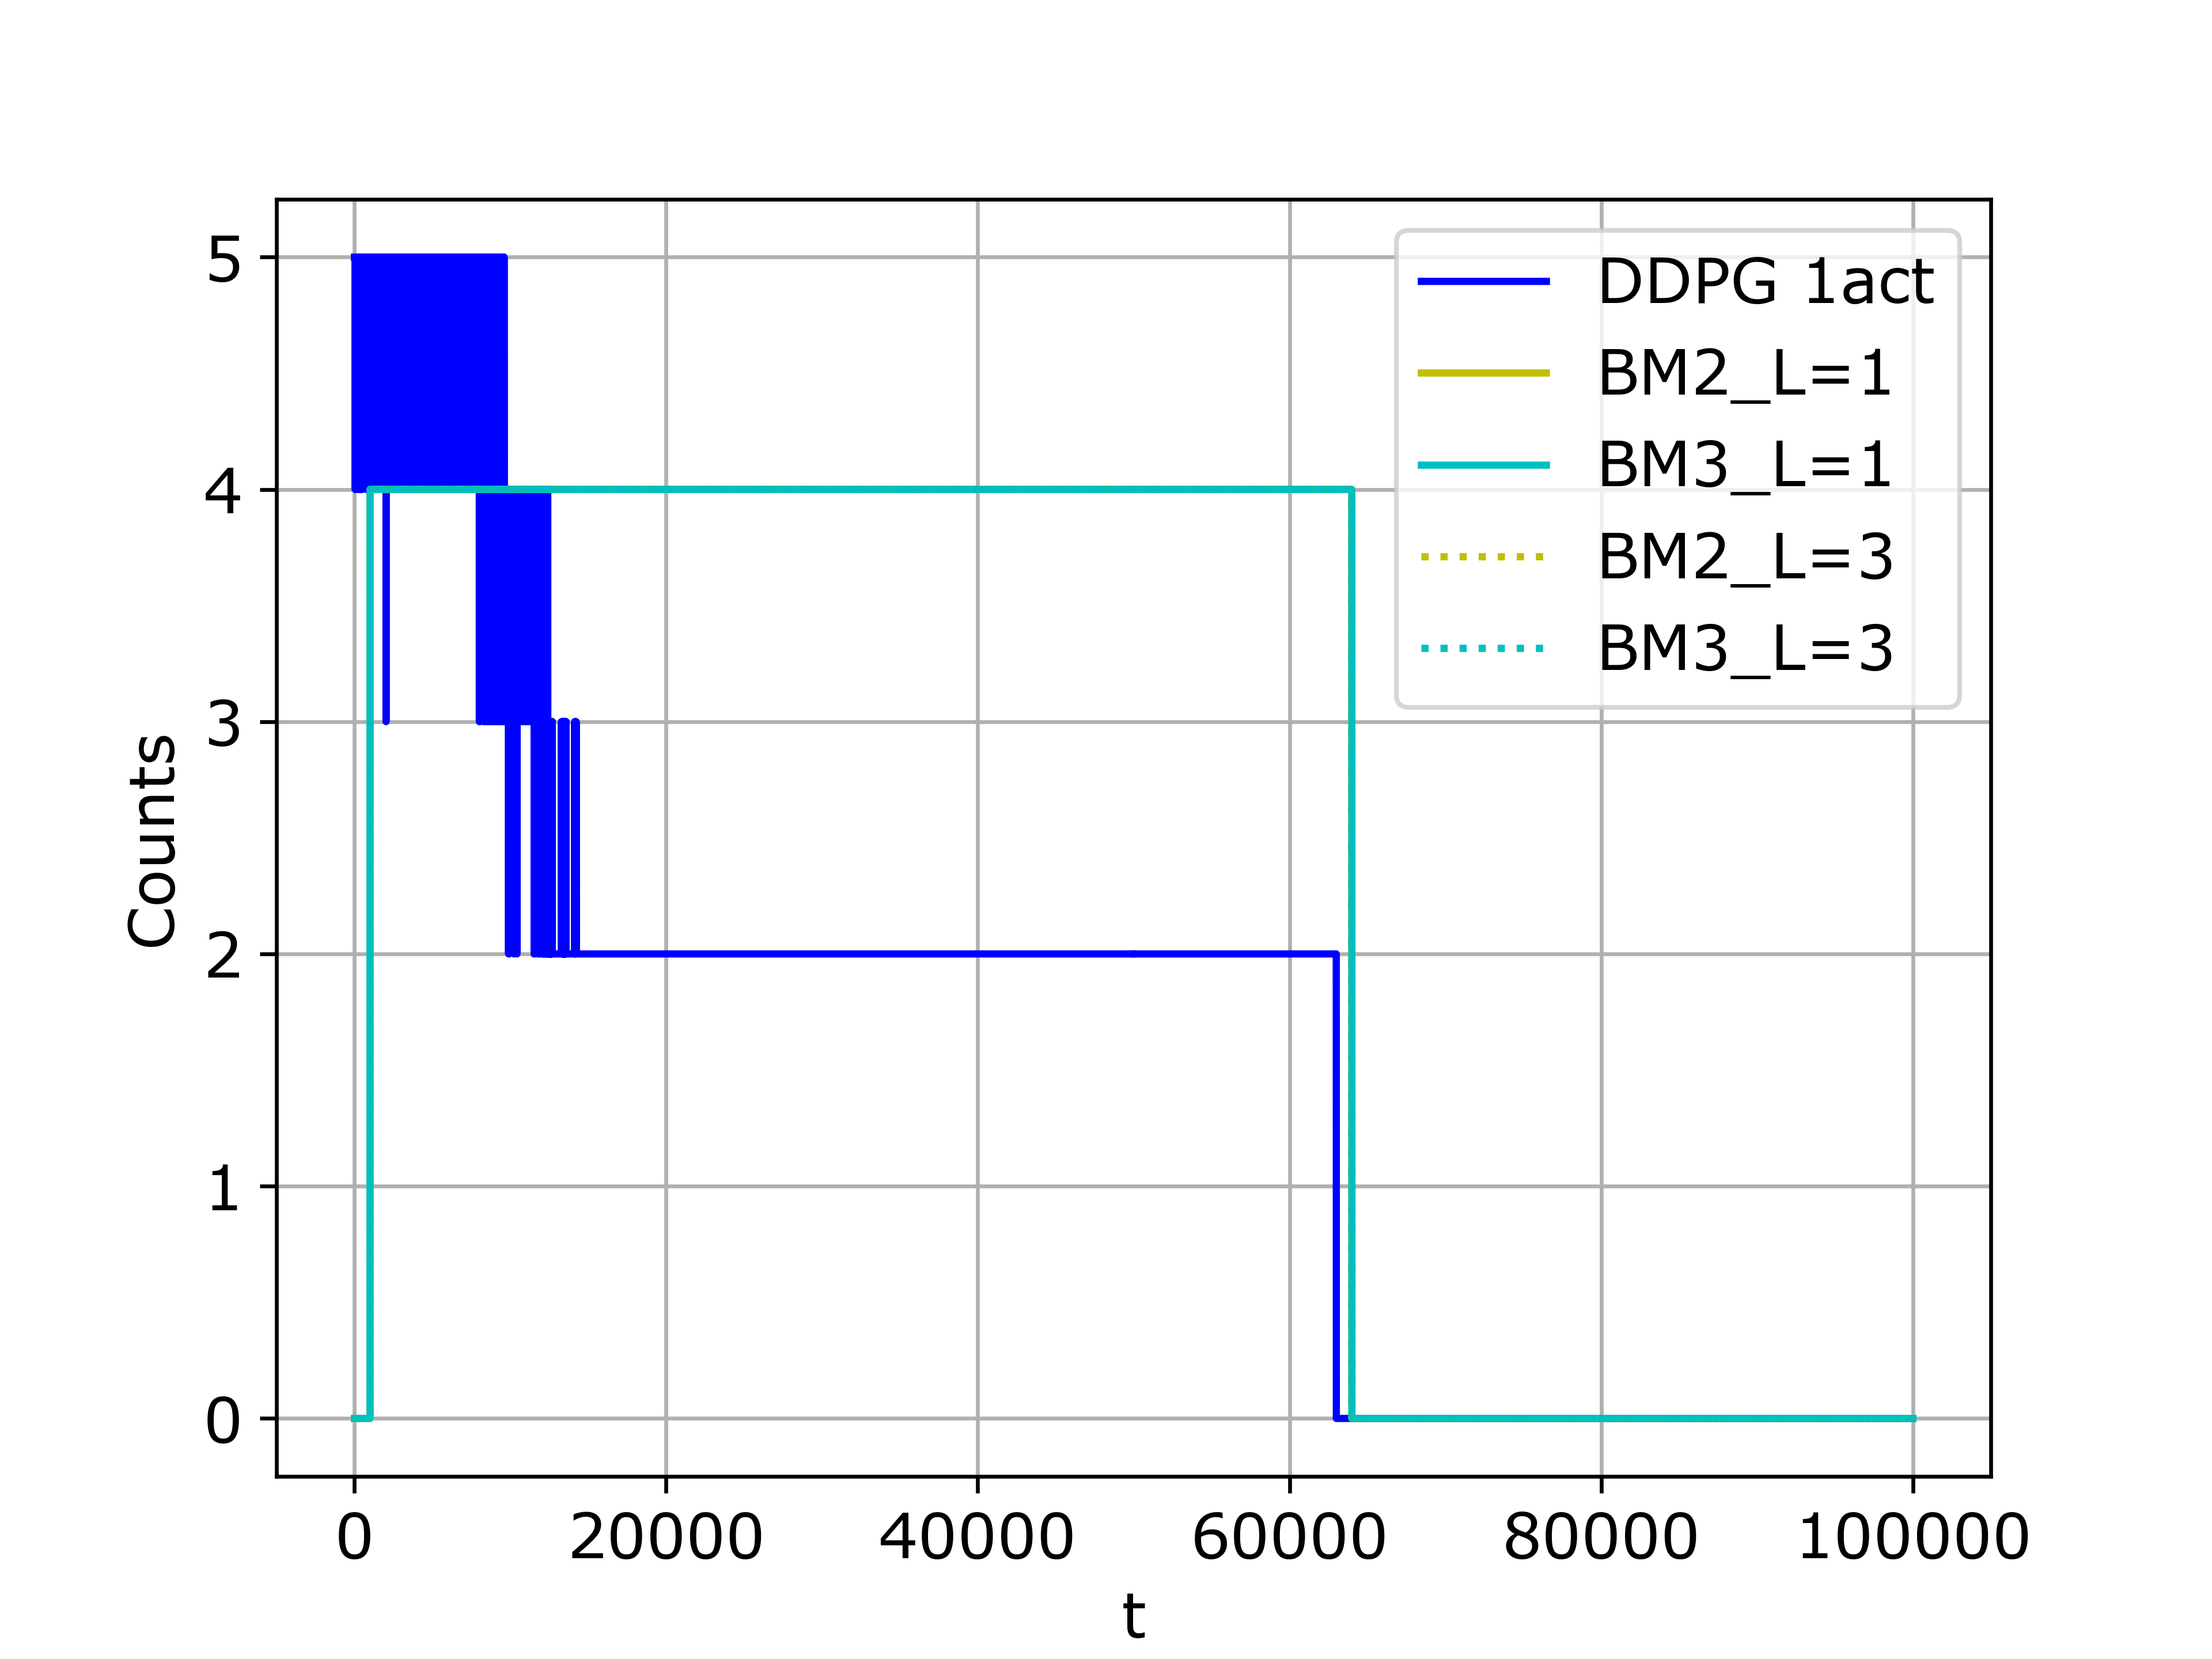 5
4
3
2
1
0
Counts
0 20000 40000 60000 80000 100000
t
DDPG 1act
BM2_L=1
BM3_L=1
BM2_L=3
BM3_L=3